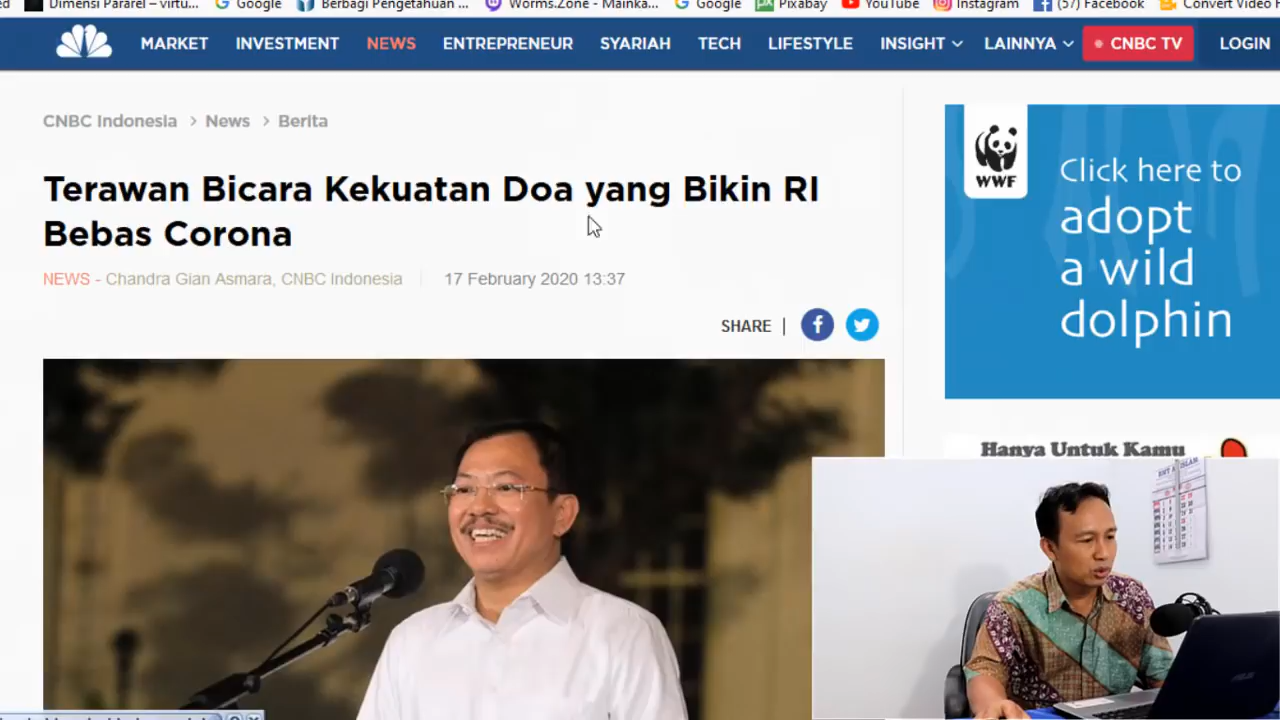 Dimensi Pararel – virtu...
Google
Berbagi Pengetahuan ...
Worms.Zone - Mainka...
Google
Pixabay
YouTube
Instagram
(57) Facebook
Convert Video
MARKET
INVESTMENT
NEWS
ENTREPRENEUR
SYARIAH
TECH
LIFESTYLE
INSIGHT
LAINNYA
CNBC TV
LOGIN
CNBC Indonesia > News > Berita
Terawan Bicara Kekuatan Doa yang Bikin RI
Bebas Corona
NEWS - Chandra Gian Asmara, CNBC Indonesia
17 February 2020 13:37
SHARE |
WWF
Click here to
adopt
a wild
dolphin
Hanya Untuk Kamu